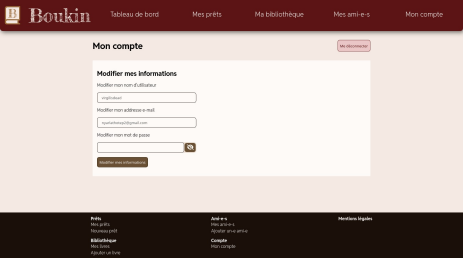 Boukin
Tableau de bord
Mes prêts
Ma bibliothèque
Mes ami-e-s
Mon compte
Mon compte
Me déconnecter
Modifier mes informations
Modifier mon nom d'utilisateur
Modifier mon addresse e-mail
Modifier mon mot de passe
Modifier mes informations
Prêts
Mes prêts
Nouveau prêt
Bibliothèque
Mes livres
Ajouter un livre
Ami-e-s
Mes ami-e-s
Ajouter un-e ami-e
Compte
Mon compte
Mentions légales